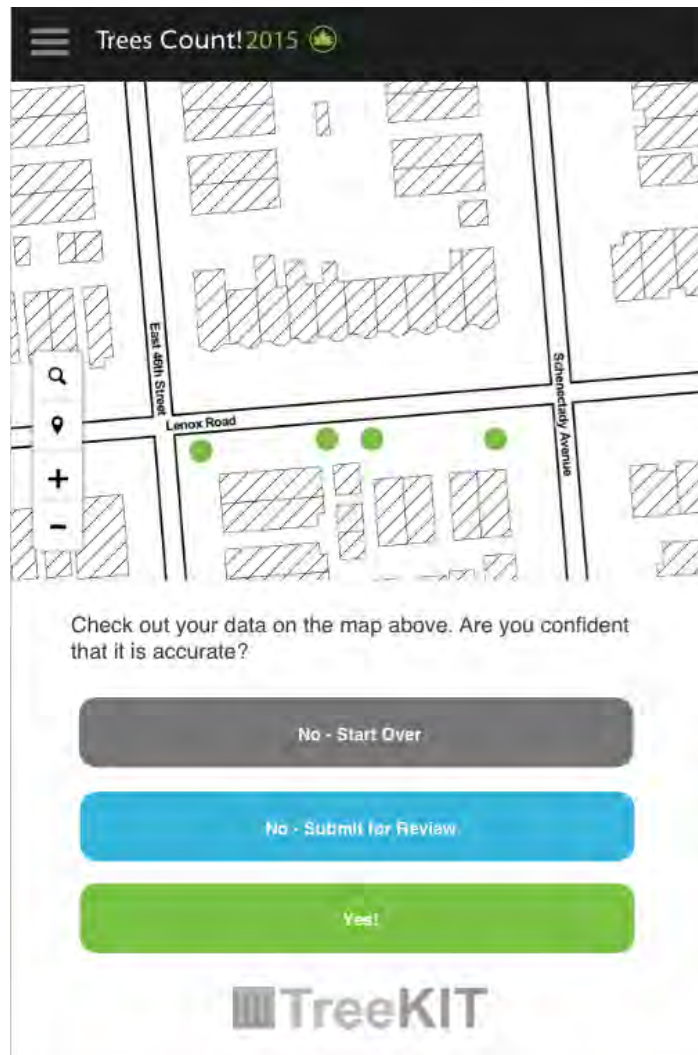 Trees Count! 2015
East 46th Street
Schenectady Avenue
Lenox Road
Check out your data on the map above. Are you confident
that it is accurate?
No - Start Over
No - Submit for Review
Yes!
TreeKIT